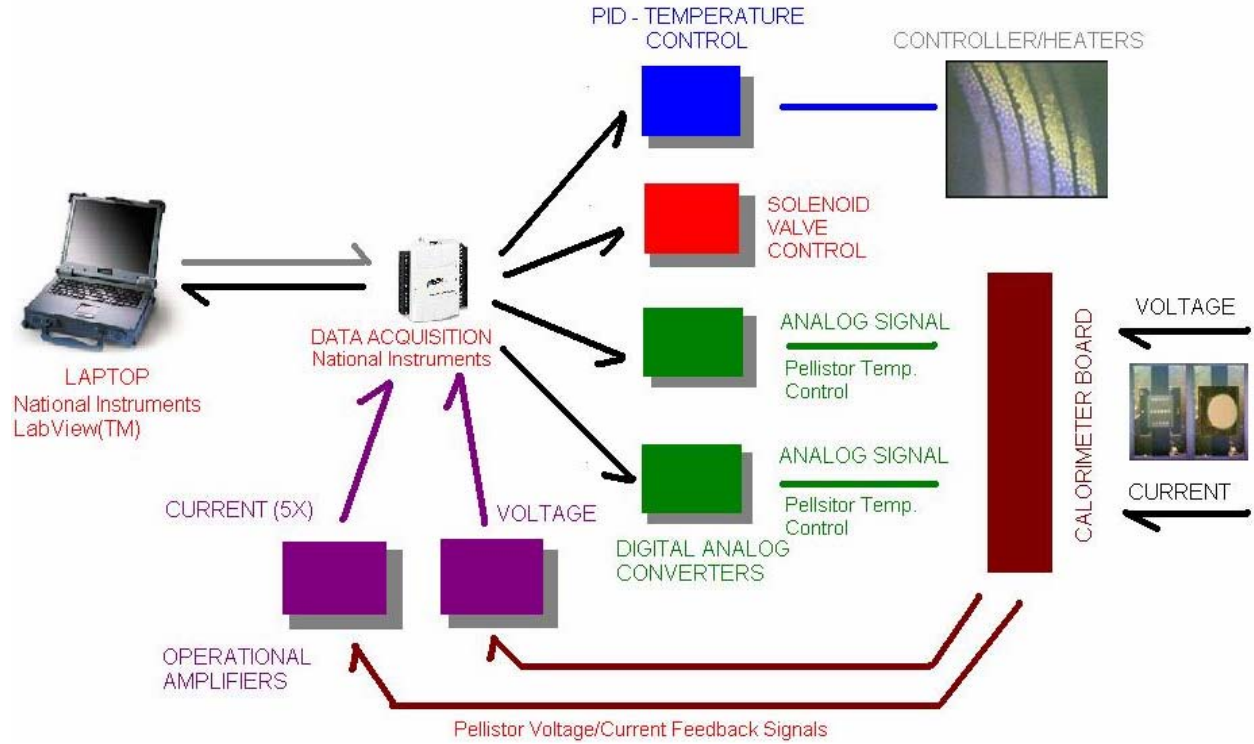 PID - TEMPERATURE
CONTROL
CONTROLLER/HEATERS
SOLENOID
VALVE
CONTROL
DATA ACQUISITION
National Instruments
LAPTOP
National Instruments
LabView(TM)
ANALOG SIGNAL
Pellistor Temp.
Control
ANALOG SIGNAL
Pellsitor Temp.
Control
DIGITAL ANALOG
CONVERTERS
CALORIMETER BOARD
VOLTAGE
CURRENT
CURRENT (5X)
VOLTAGE
OPERATIONAL
AMPLIFIERS
Pellistor Voltage/Current Feedback Signals